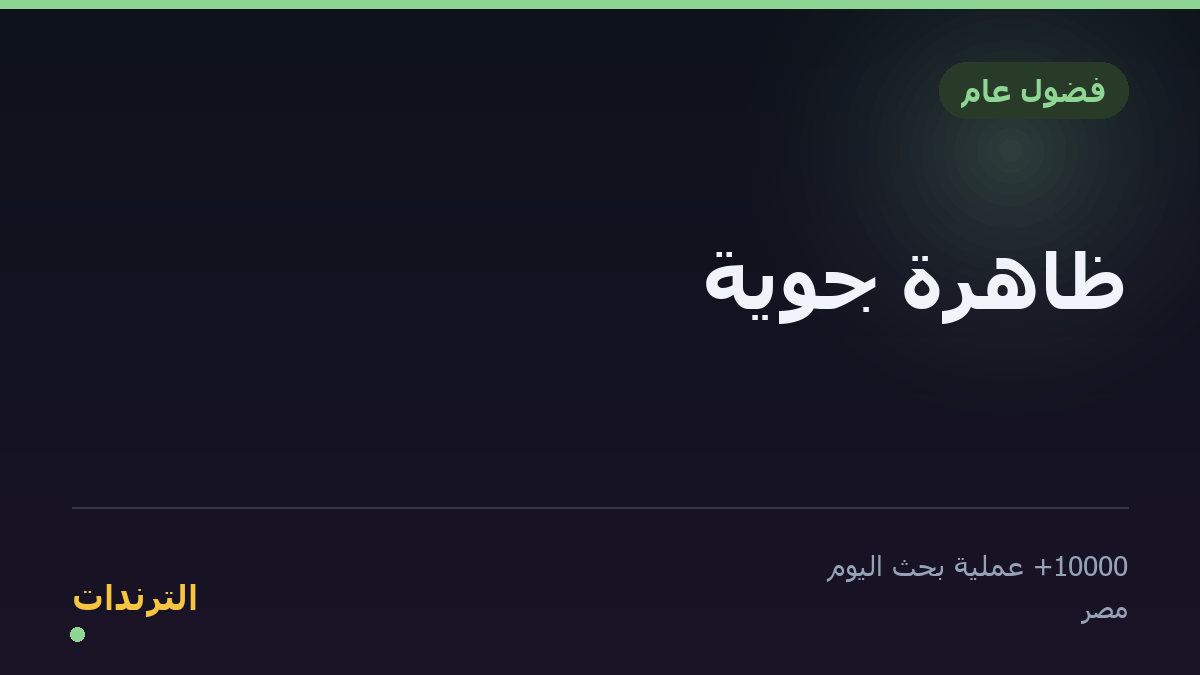 فضول عام
ظاهرة جوية
10000+ عملية بحث اليوم
مصر
الترندات